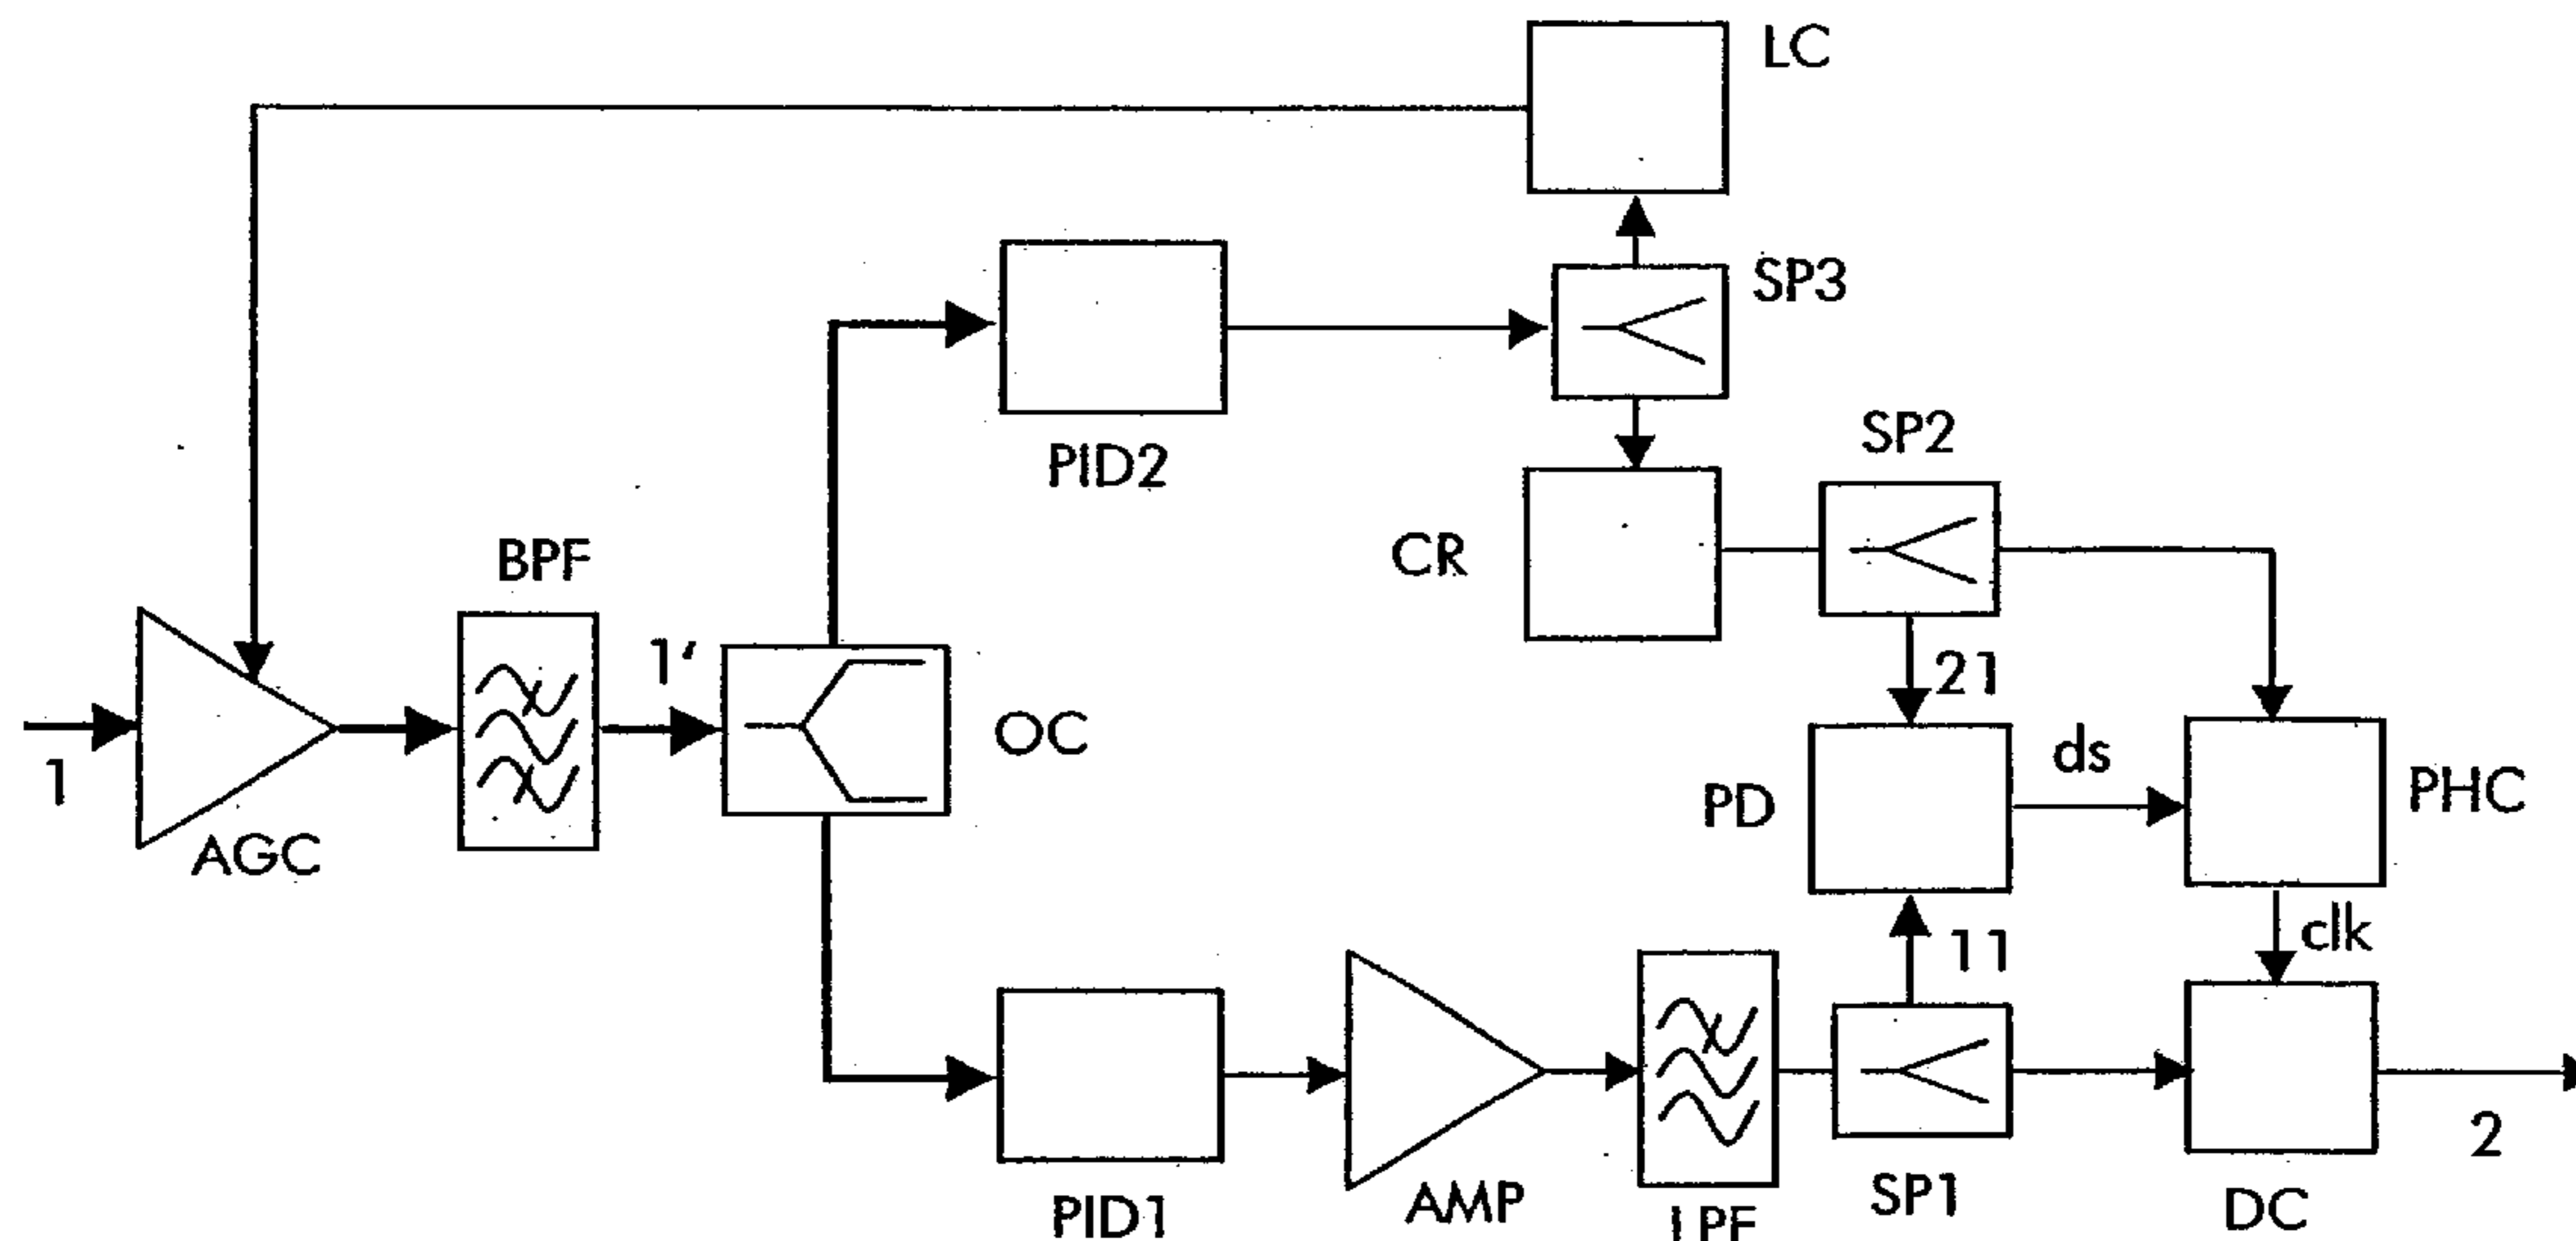 LC
SP3
SP2
PID2
CR
BPF
1'
21
OC
ds
PD
PHC
1
AGC
11
clk
2
PID1
AMP
LPF
SP1
DC